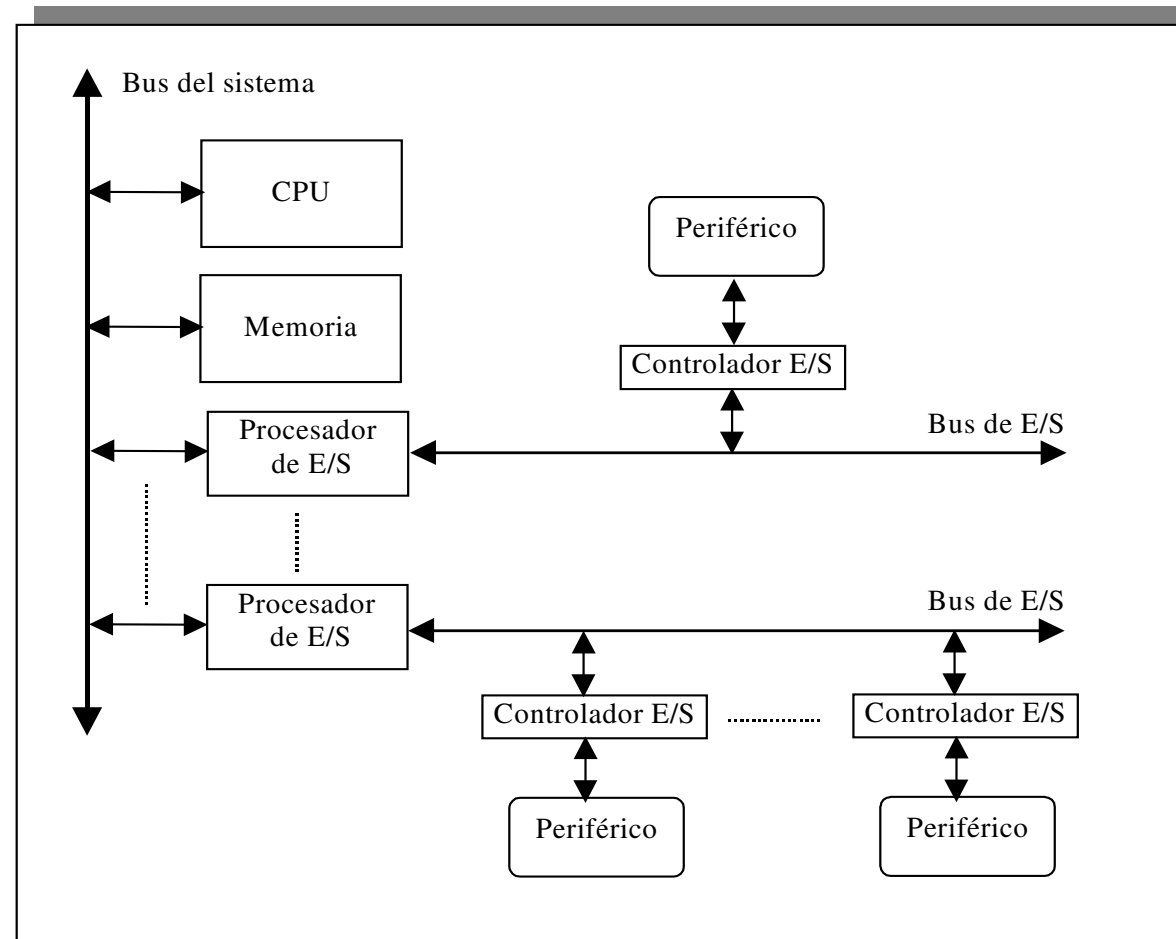 Bus del sistema
CPU
Periférico
Memoria
Controlador E/S
Procesador
de E/S
Bus de E/S
Procesador
de E/S
Bus de E/S
Controlador E/S
Controlador E/S
Periférico
Periférico